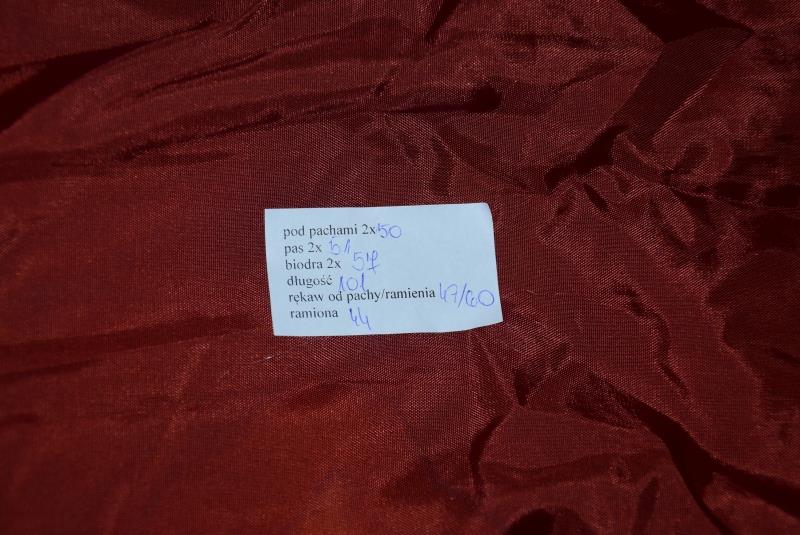 pod pachami 2x 50
pas 2x 51
biodra 2x 57
długość 101
rękaw od pachy/ramienia 47/60
ramiona 44